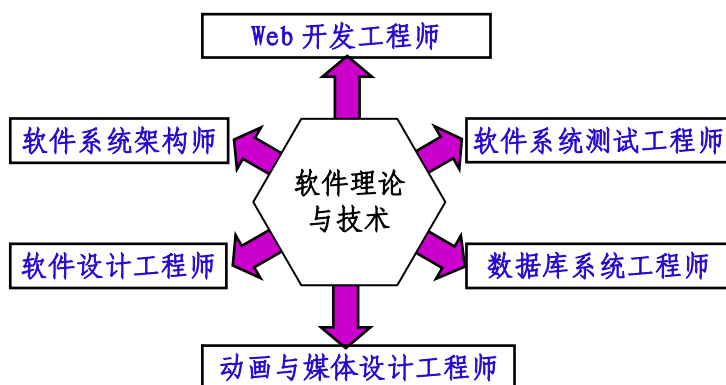 Web 开发工程师
软件系统架构师
软件系统测试工程师
软件理论
与技术
软件设计工程师
数据库系统工程师
动画与媒体设计工程师